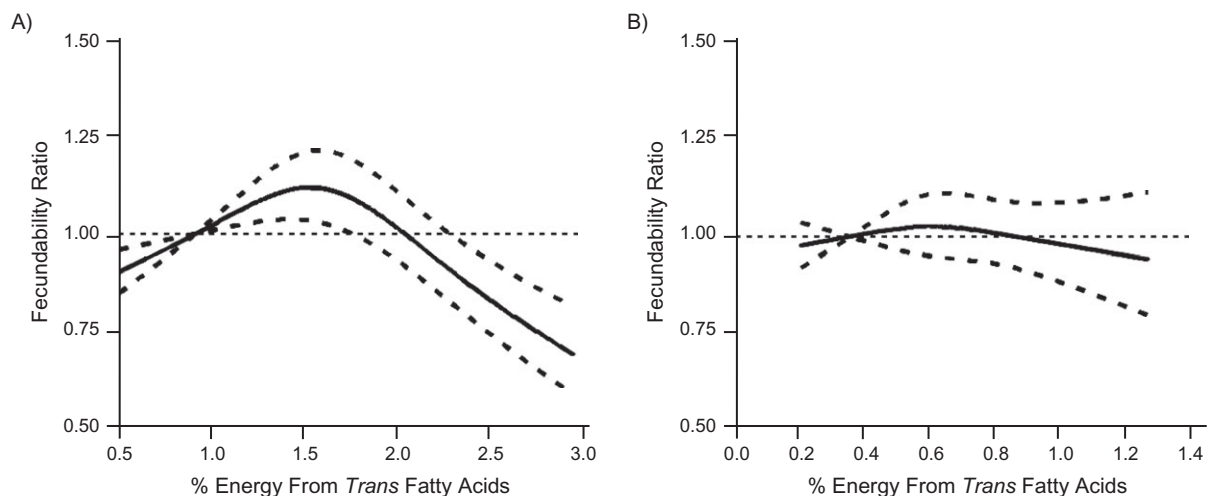 A)
Fecundability Ratio
1.50
1.25
1.00
0.75
0.50
0.5 1.0 1.5 2.0 2.5 3.0
% Energy From Trans Fatty Acids
B)
Fecundability Ratio
1.50
1.25
1.00
0.75
0.50
0.0 0.2 0.4 0.6 0.8 1.0 1.2 1.4
% Energy From Trans Fatty Acids